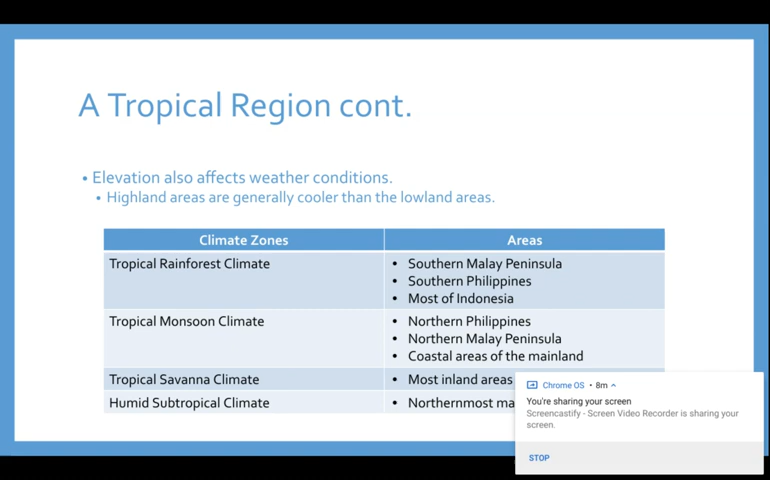 A Tropical Region cont.
• Elevation also affects weather conditions.
• Highland areas are generally cooler than the lowland areas.
Climate Zones
Areas
Tropical Rainforest Climate
• Southern Malay Peninsula
• Southern Philippines
• Most of Indonesia
Tropical Monsoon Climate
• Northern Philippines
• Northern Malay Peninsula
• Coastal areas of the mainland
Tropical Savanna Climate
• Most inland areas
Humid Subtropical Climate
• Northernmost
Chrome OS • 8m
You're sharing your screen
Screencastify - Screen Video Recorder is sharing your
screen.
STOP